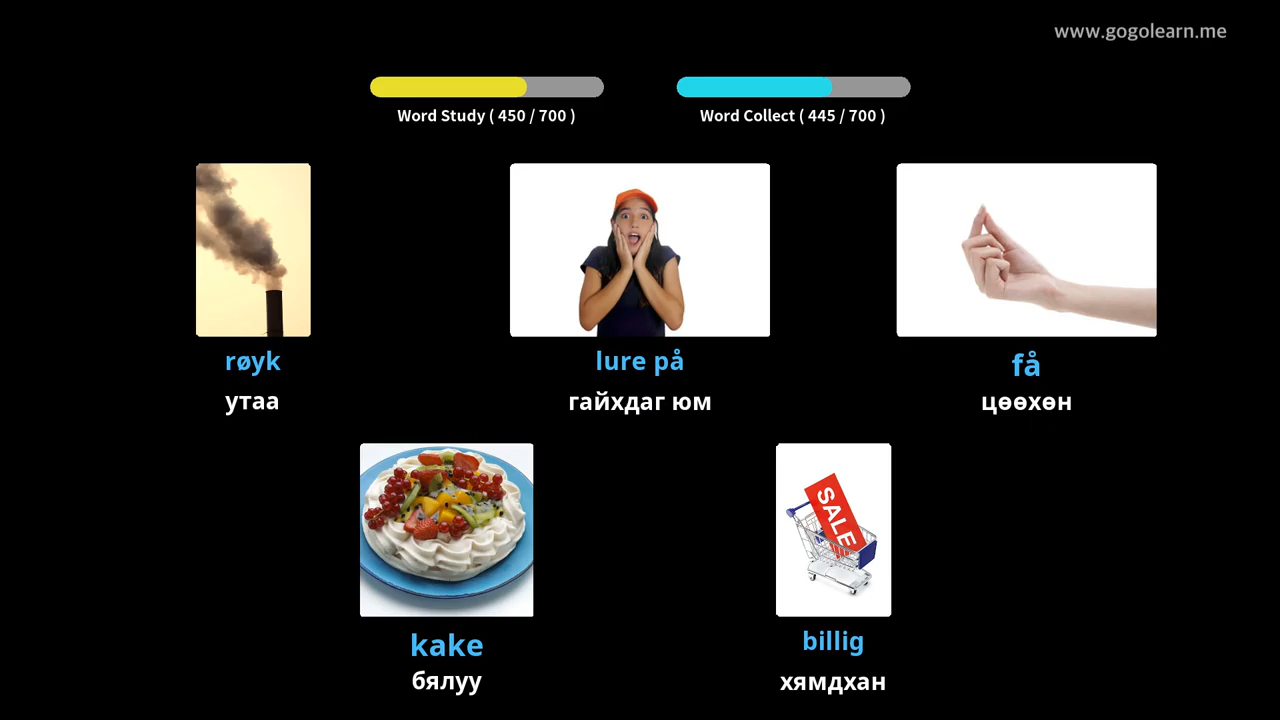 www.gogolearn.me
Word Study ( 450 / 700 )
Word Collect ( 445 / 700 )
røyk
утаа
lure på
гайхдаг юм
få
цөөхөн
SALE
kake
бялуу
billig
хямдхан